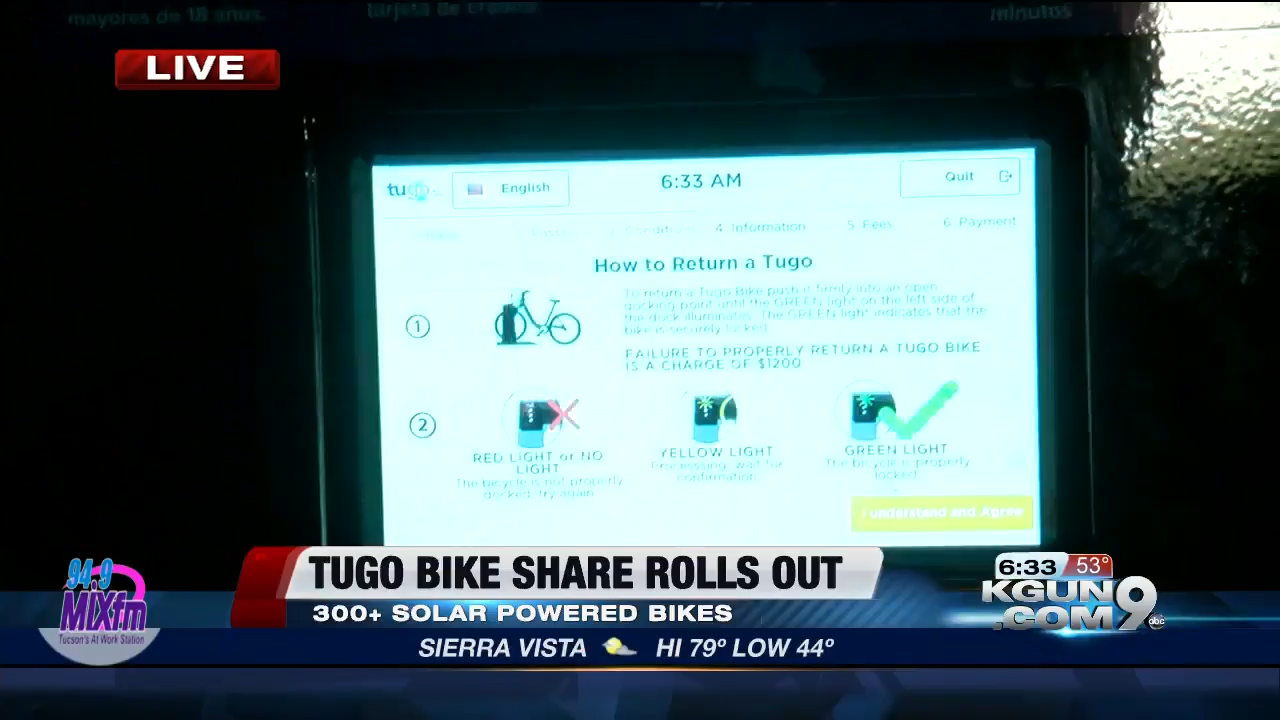 mayores de 18 años.
tarjeta de crédito
minutos
LIVE
tugo
English
6:33 AM
Quit
3. Conditions
4. Information
5. Fees
6. Payment
How to Return a Tugo
To return a Tugo Bike push it firmly into an open
docking point until the GREEN light on the left side of
the dock illuminates. The GREEN light indicates that the
bike is securely locked.
FAILURE TO PROPERLY RETURN A TUGO BIKE
IS A CHARGE OF $1200
1
2
RED LIGHT or NO
LIGHT
The bicycle is not properly
docked, try again.
YELLOW LIGHT
Processing, wait for
confirmation.
GREEN LIGHT
The bicycle is properly
locked.
I understand and Agree
TUGO BIKE SHARE ROLLS OUT
300+ SOLAR POWERED BIKES
SIERRA VISTA HI 79° LOW 44°
94.9
MIXfm
Tucson's At Work Station
6:33 53°
KGUN9
.COM
abc